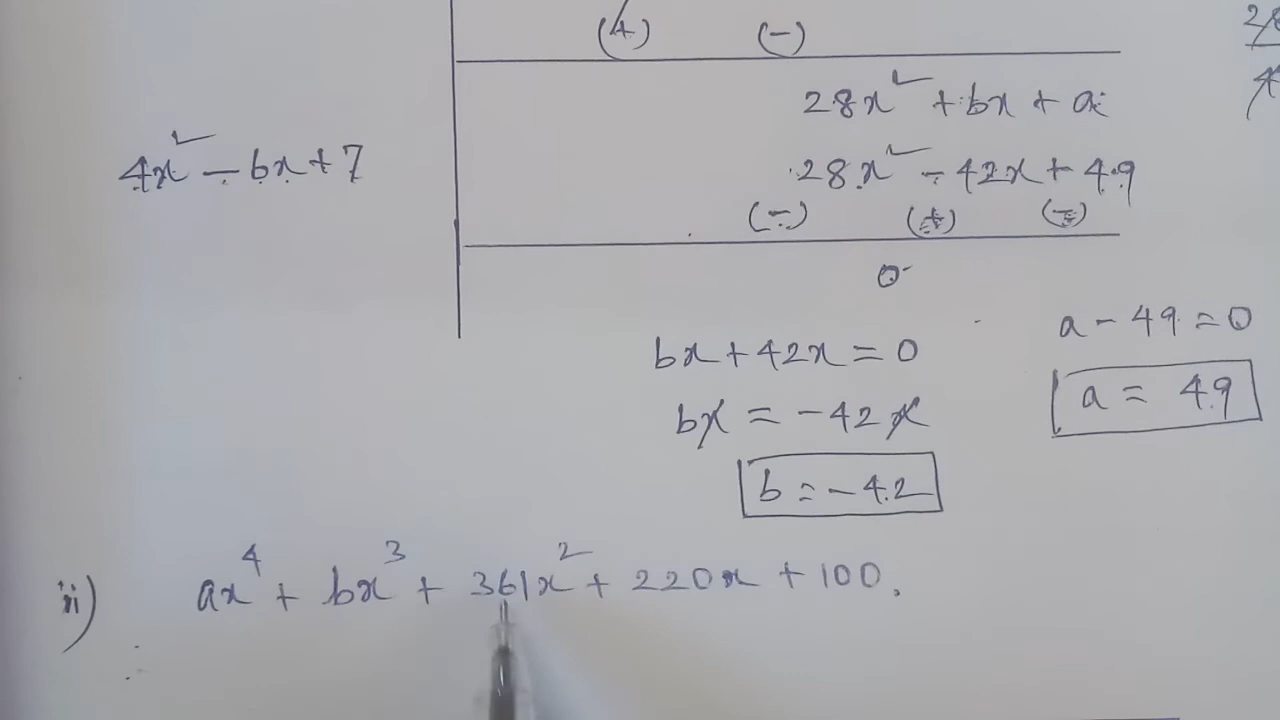 (+) (-)
28x² + bx + a
4x² - 6x + 7
28x² - 42x + 49
(-) (+) (-)
0
bx + 42x = 0
a - 49 = 0
bx = -42x
a = 49
b = -42
ii) ax⁴ + bx³ + 361x² + 220x + 100.